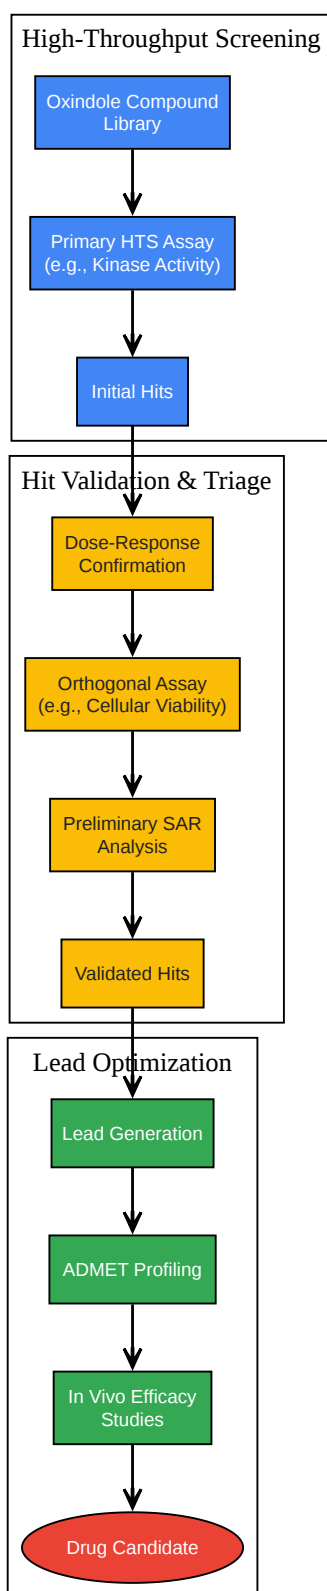 High-Throughput Screening
Oxindole Compound
Library
Primary HTS Assay
(e.g., Kinase Activity)
Initial Hits
Hit Validation & Triage
Dose-Response
Confirmation
Orthogonal Assay
(e.g., Cellular Viability)
Preliminary SAR
Analysis
Validated Hits
Lead Optimization
Lead Generation
ADMET Profiling
In Vivo Efficacy
Studies
Drug Candidate